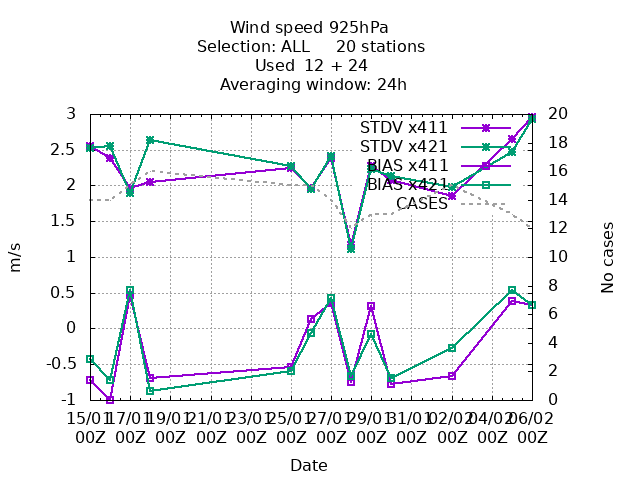 Wind speed 925hPa
Selection: ALL 20 stations
Used 12 + 24
Averaging window: 24h
STDV x411
STDV x421
BIAS x411
BIAS x421
CASES
3
2.5
2
1.5
1
0.5
0
-0.5
-1
20
18
16
14
12
10
8
6
4
2
0
m/s
No cases
15/01 17/01 19/01 21/01 23/01 25/01 27/01 29/01 31/01 02/02 04/02 06/02
00Z 00Z 00Z 00Z 00Z 00Z 00Z 00Z 00Z 00Z 00Z 00Z
Date